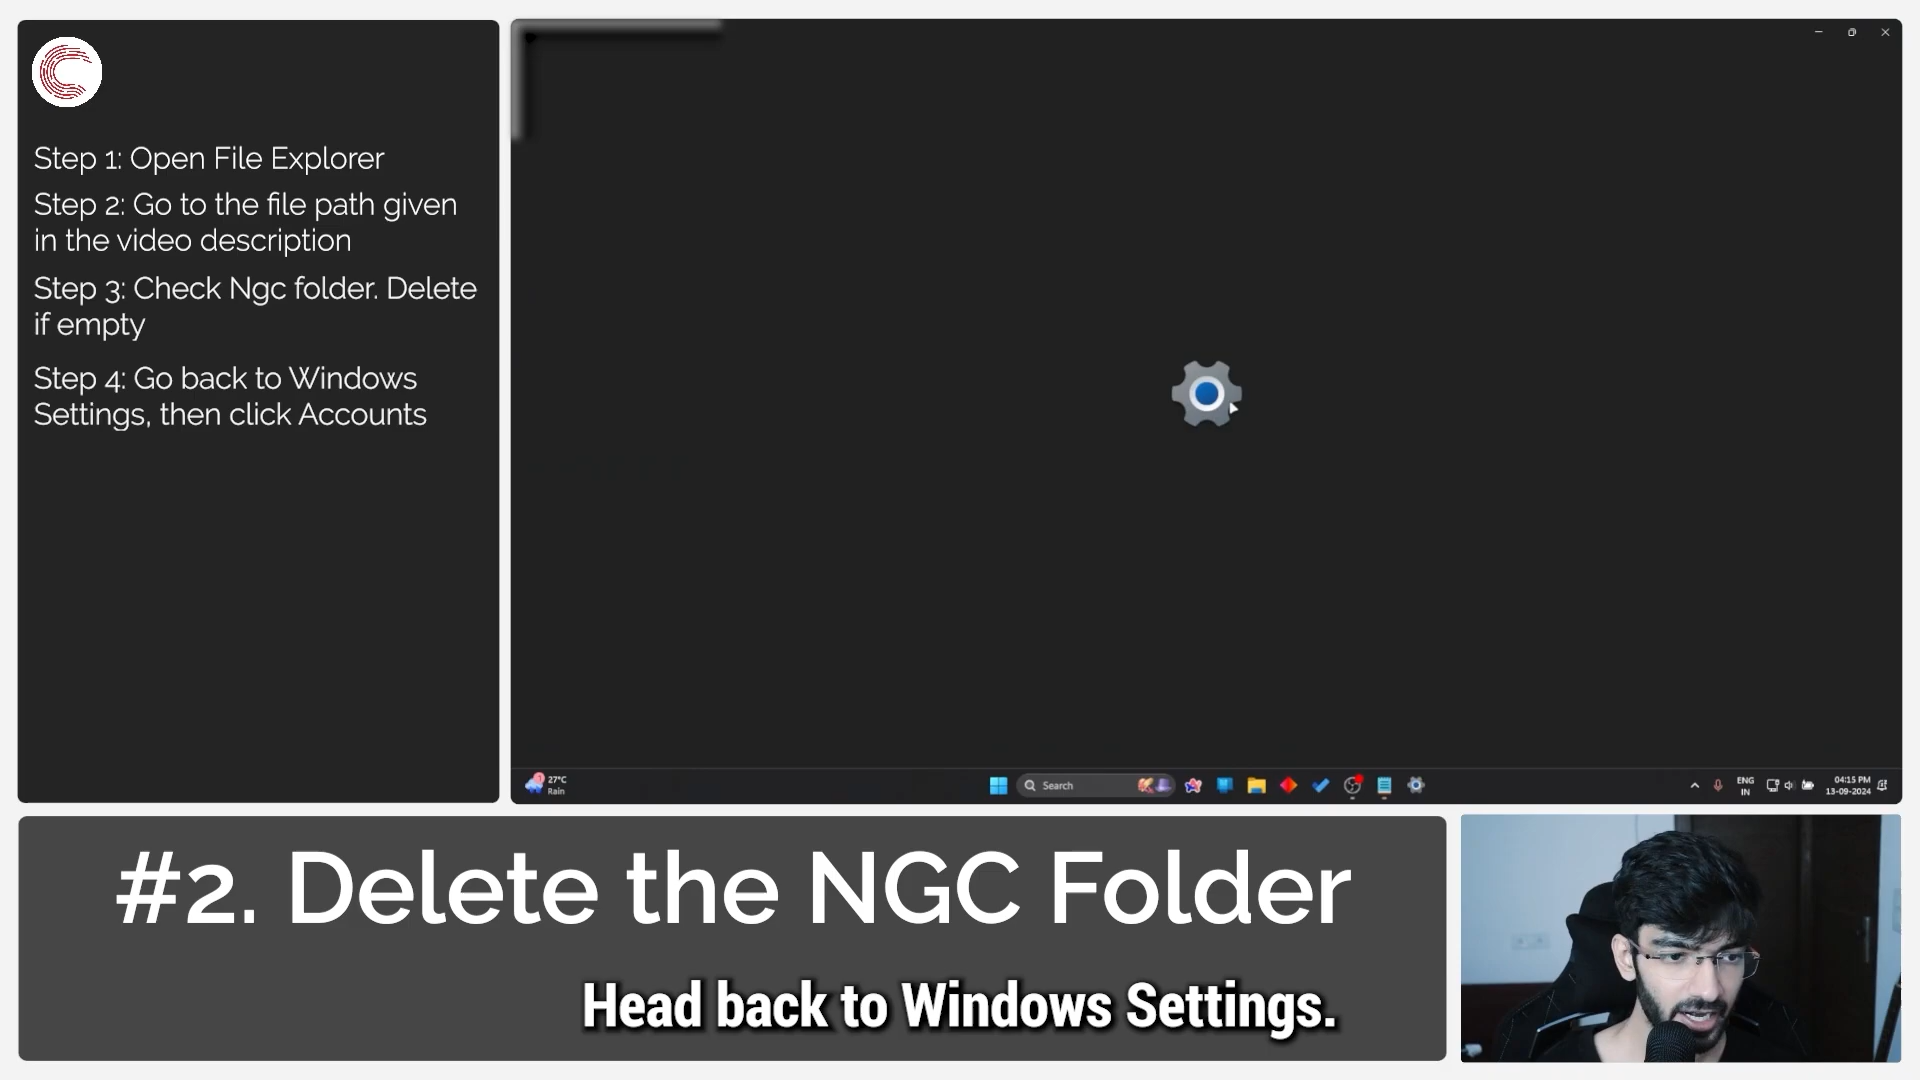 Step 1: Open File Explorer
Step 2: Go to the file path given
in the video description
Step 3: Check Ngc folder. Delete
if empty
Step 4: Go back to Windows
Settings, then click Accounts
27°C
Rain
Search
ENG
IN
04:15 PM
13-09-2024
#2. Delete the NGC Folder
Head back to Windows Settings.